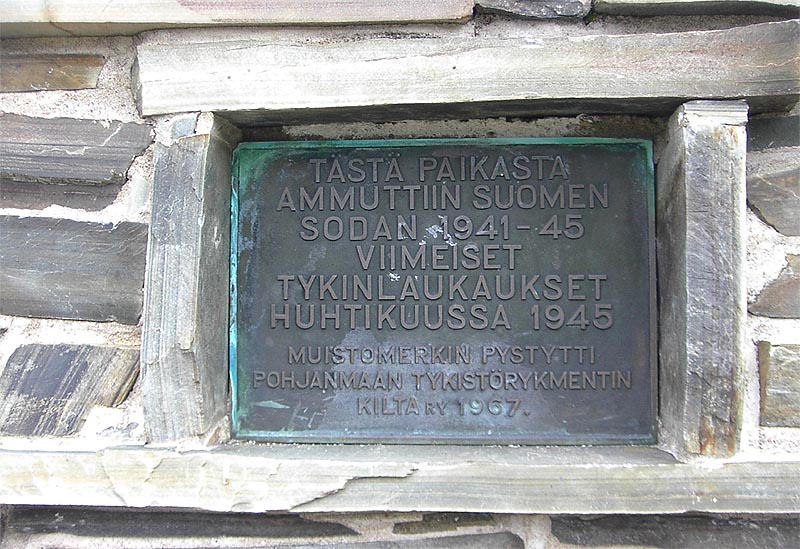 TÄSTÄ PAIKASTA
AMMUTTIIN SUOMEN
SODAN 1941-45
VIIMEISET
TYKINLAUKAUKSET
HUHTIKUUSSA 1945
MUISTOMERKIN PYSTYTTI
POHJANMAAN TYKISTÖRYKMENTIN
KILTA RY 1967.